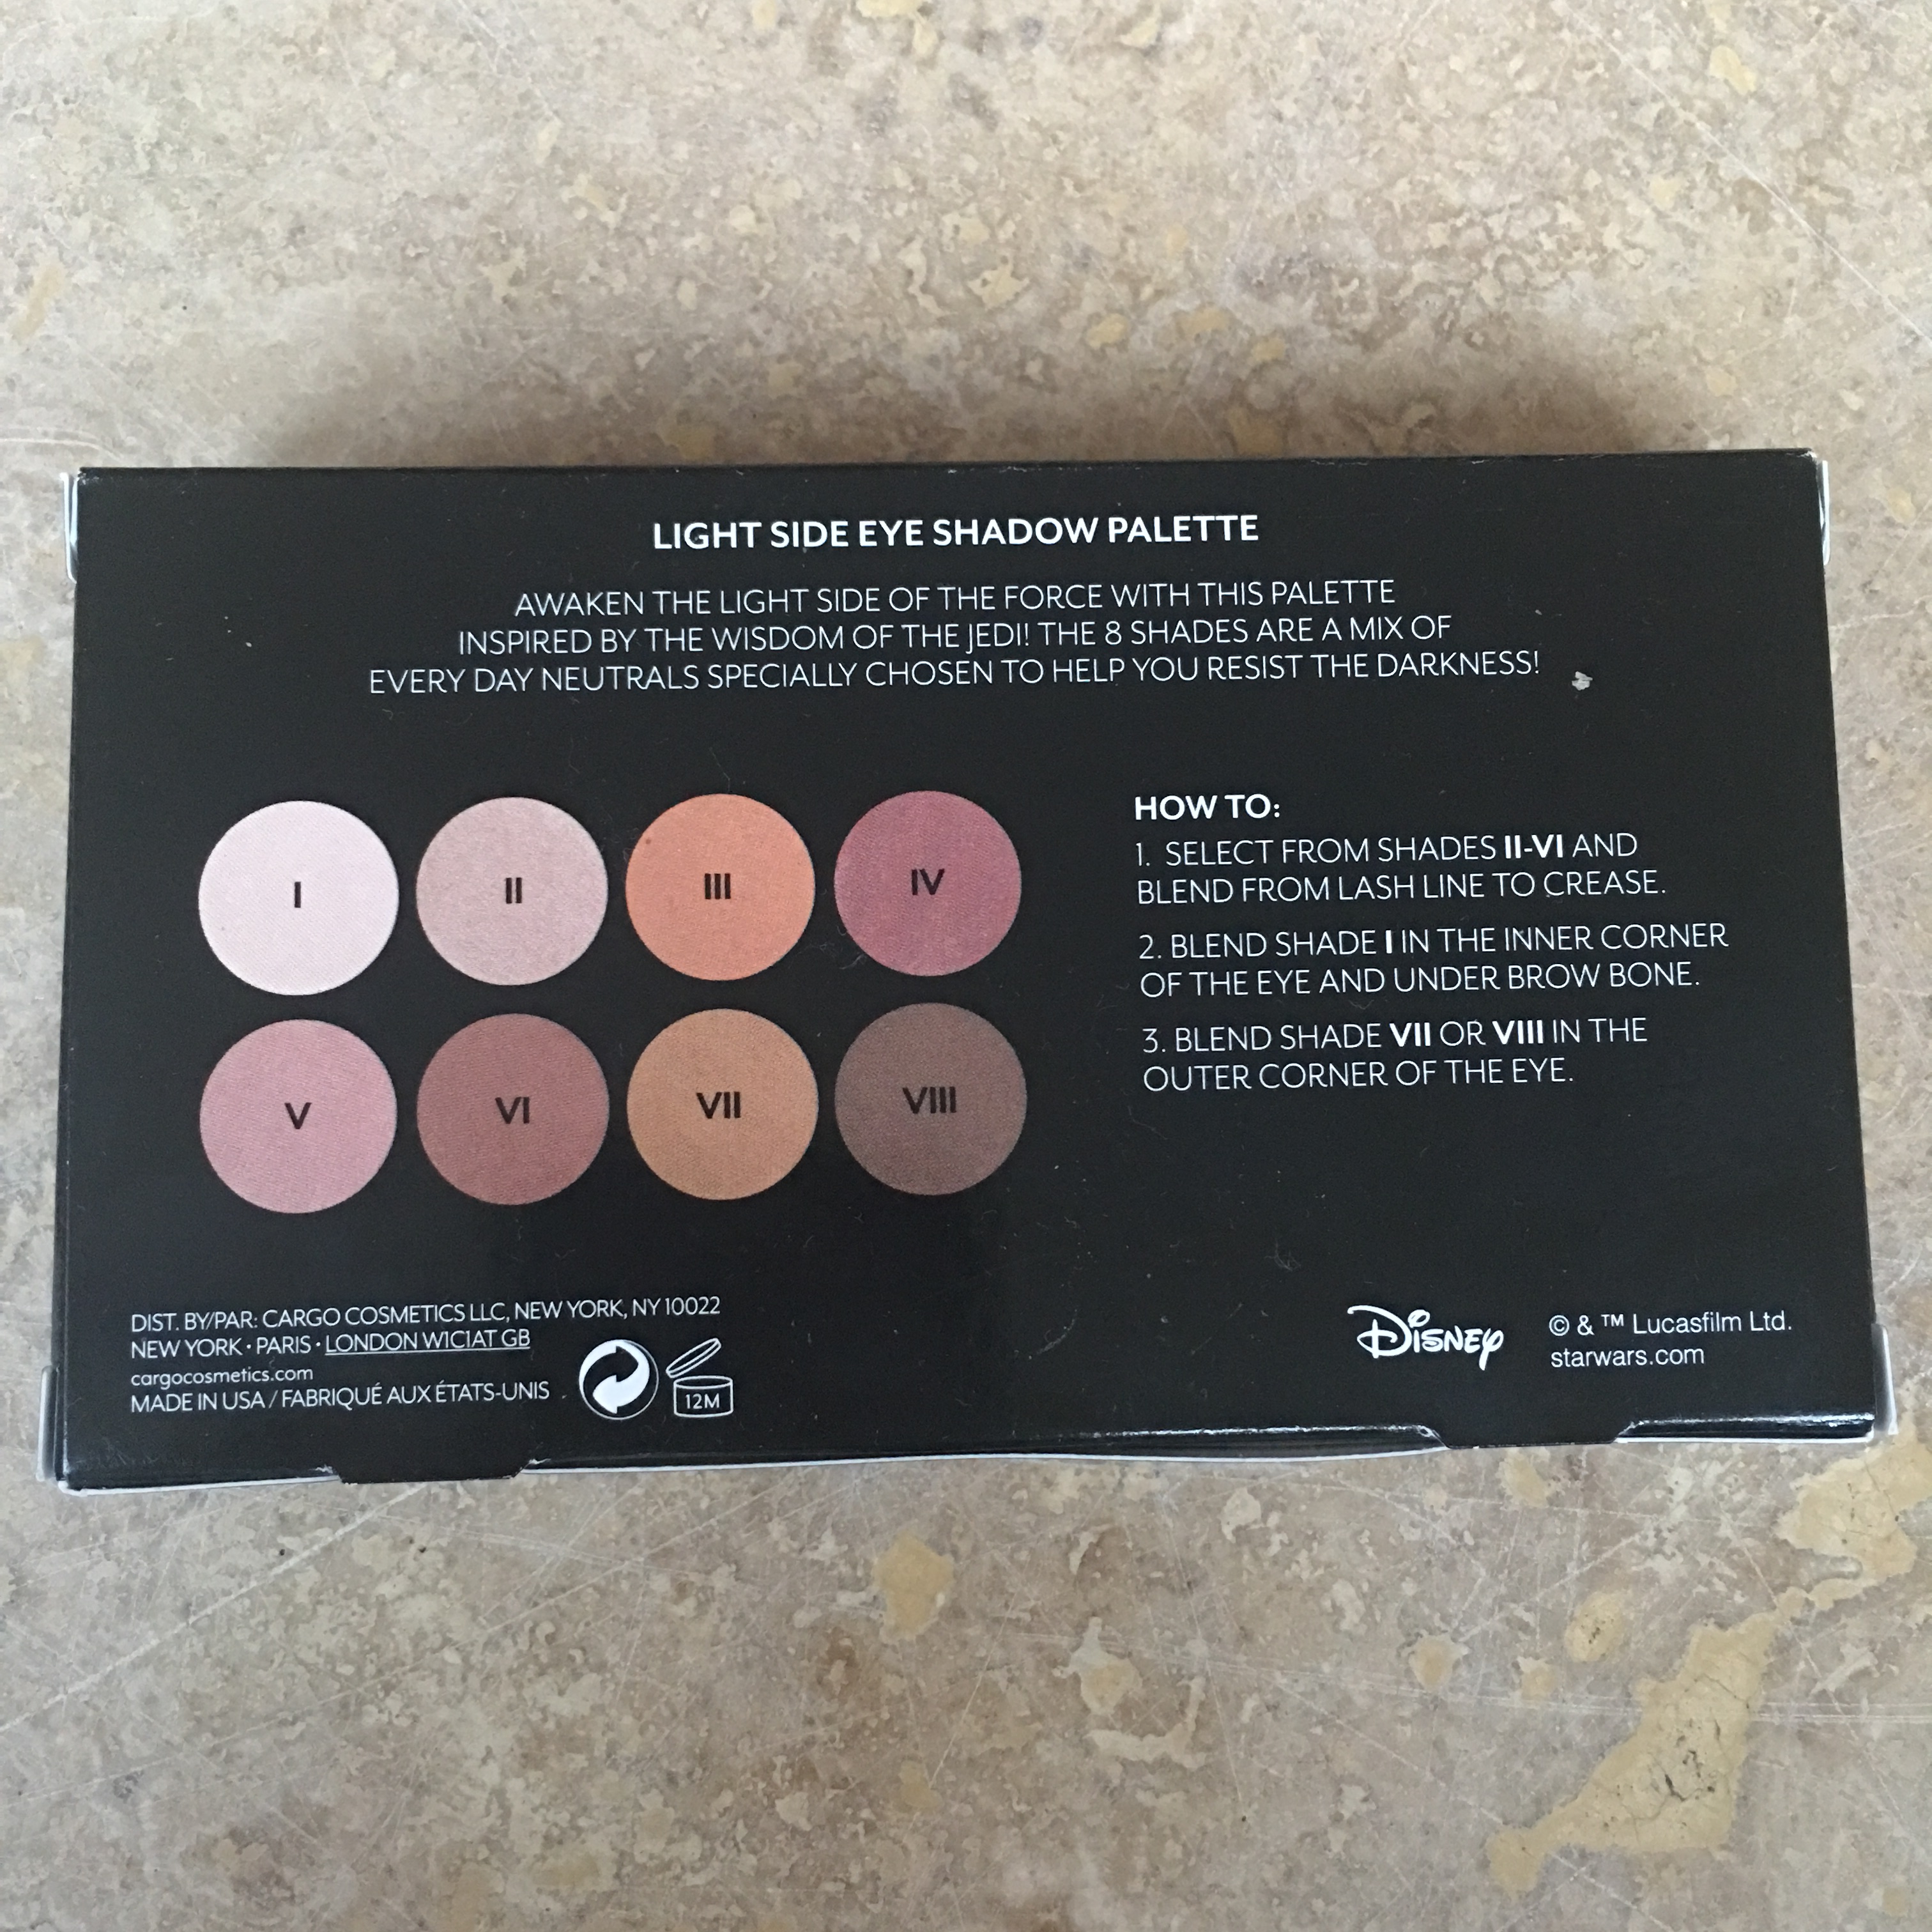 LIGHT SIDE EYE SHADOW PALETTE
AWAKEN THE LIGHT SIDE OF THE FORCE WITH THIS PALETTE
INSPIRED BY THE WISDOM OF THE JEDI! THE 8 SHADES ARE A MIX OF
EVERY DAY NEUTRALS SPECIALLY CHOSEN TO HELP YOU RESIST THE DARKNESS!
I
II
III
IV
V
VI
VII
VIII
HOW TO:
1. SELECT FROM SHADES II-VI AND
BLEND FROM LASH LINE TO CREASE.
2. BLEND SHADE I IN THE INNER CORNER
OF THE EYE AND UNDER BROW BONE.
3. BLEND SHADE VII OR VIII IN THE
OUTER CORNER OF THE EYE.
DIST. BY/PAR: CARGO COSMETICS LLC, NEW YORK, NY 10022
NEW YORK · PARIS · LONDON WICIAT GB
cargocosmetics.com
MADE IN USA / FABRIQUÉ AUX ÉTATS-UNIS
12M
Disney
© & ™ Lucasfilm Ltd.
starwars.com